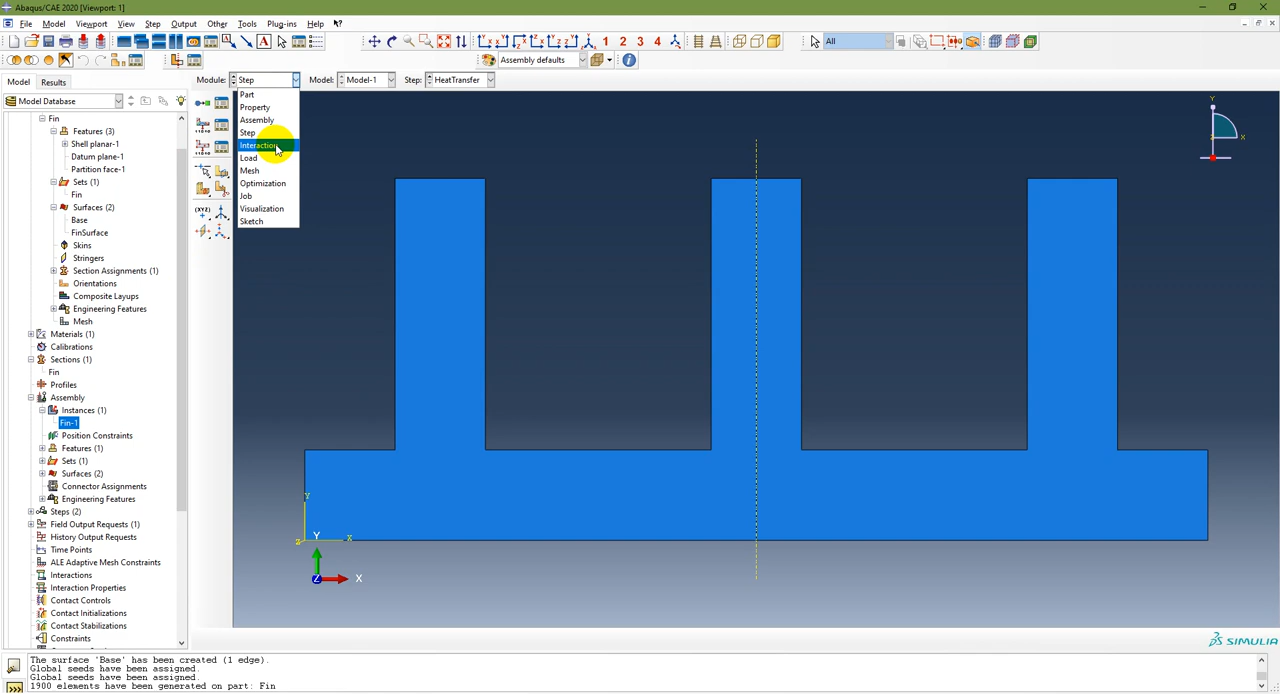 Abaqus/CAE 2020 [Viewport: 1]
File Model Viewport View Step Output Other Tools Plug-ins Help
1 2 3 4 All
Assembly defaults
Model Results
Module: Step Model: Model-1 Step: HeatTransfer
Model Database
Part
Property
Assembly
Step
Interaction
Load
Mesh
Optimization
Job
Visualization
Sketch
Fin
Features (3)
Shell planar-1
Datum plane-1
Partition face-1
Sets (1)
Fin
Surfaces (2)
Base
FinSurface
Skins
Stringers
Section Assignments (1)
Orientations
Composite Layups
Engineering Features
Mesh
Materials (1)
Calibrations
Sections (1)
Fin
Profiles
Assembly
Instances (1)
Fin-1
Position Constraints
Features (1)
Sets (1)
Surfaces (2)
Connector Assignments
Engineering Features
Steps (2)
Field Output Requests (1)
History Output Requests
Time Points
ALE Adaptive Mesh Constraints
Interactions
Interaction Properties
Contact Controls
Contact Initializations
Contact Stabilizations
Constraints
Y
X
Y
X
Z
Y
X
Z
SIMULIA
The surface 'Base' has been created (1 edge).
Global seeds have been assigned.
Global seeds have been assigned.
1900 elements have been generated on part: Fin